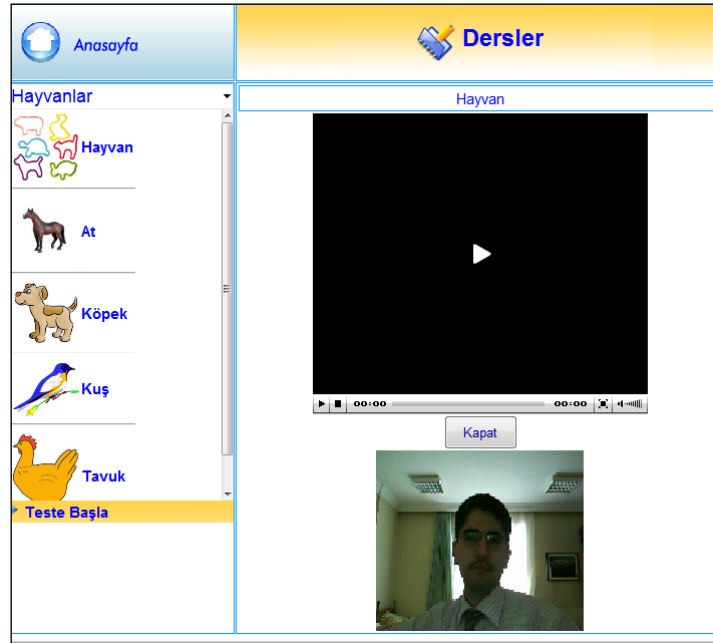 Anasayfa
Dersler
Hayvanlar
Hayvan
Hayvan
At
Köpek
Kuş
Tavuk
Teste Başla
00:00
00:00
Kapat